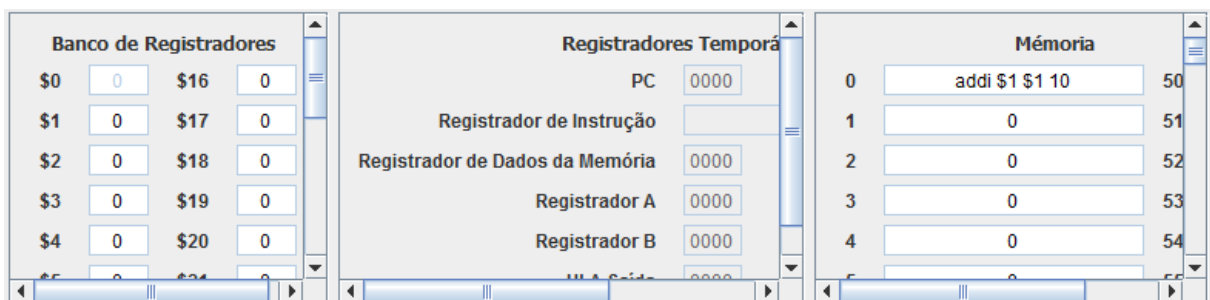 Banco de Registradores
$0 0 $16 0
$1 0 $17 0
$2 0 $18 0
$3 0 $19 0
$4 0 $20 0
Registradores Temporá
PC 0000
Registrador de Instrução
Registrador de Dados da Memória 0000
Registrador A 0000
Registrador B 0000
ULA Saída 0000
Mémoria
0 addi $1 $1 10 50
1 0 51
2 0 52
3 0 53
4 0 54